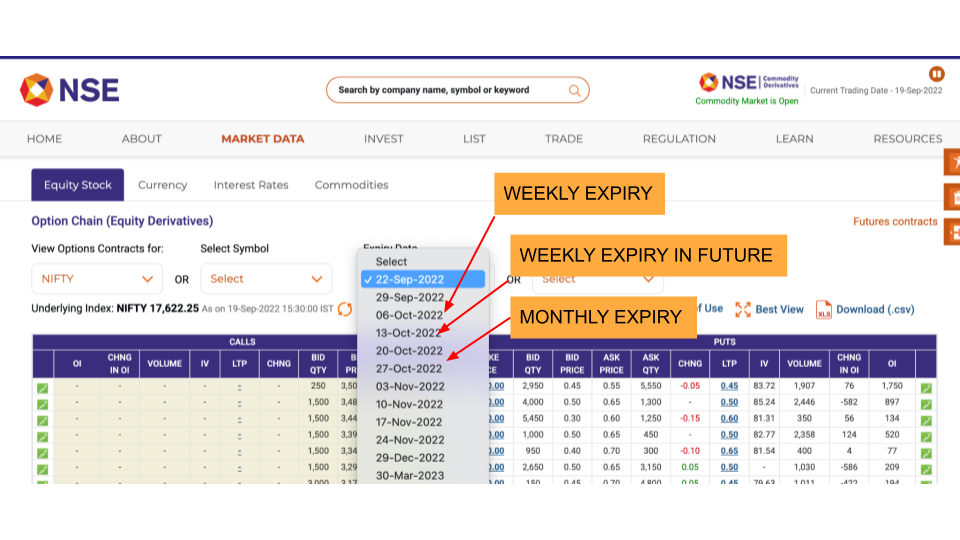 NSE
Search by company name, symbol or keyword
NSE Commodity Derivatives
Commodity Market is Open
Current Trading Date - 19-Sep-2022
HOME ABOUT MARKET DATA INVEST LIST TRADE REGULATION LEARN RESOURCES
Equity Stock Currency Interest Rates Commodities
WEEKLY EXPIRY
Option Chain (Equity Derivatives)
Futures contracts
View Options Contracts for: Select Symbol Expiry Date
WEEKLY EXPIRY IN FUTURE
NIFTY OR Select OR Select
Underlying Index: NIFTY 17,622.25 As on 19-Sep-2022 15:30:00 IST
of Use Best View XLS Download (.csv)
MONTHLY EXPIRY
Select
✓ 22-Sep-2022
29-Sep-2022
06-Oct-2022
13-Oct-2022
20-Oct-2022
27-Oct-2022
03-Nov-2022
10-Nov-2022
17-Nov-2022
24-Nov-2022
29-Dec-2022
30-Mar-2023
CALLS PUTS
OI CHNG IN OI VOLUME IV LTP CHNG BID QTY BID QTY BID PRICE ASK PRICE ASK QTY CHNG LTP IV VOLUME CHNG IN OI OI
- - - - - - 250 3,50 0.00 2,950 0.45 0.55 5,550 -0.05 0.45 83.72 1,907 76 1,750
- - - - - - 1,500 3,48 0.00 4,000 0.50 0.65 1,300 - 0.50 85.24 2,446 -582 897
- - - - - - 1,500 3,44 0.00 5,450 0.30 0.60 1,250 -0.15 0.60 81.31 350 56 134
- - - - - - 1,500 3,39 0.00 1,000 0.50 0.65 450 - 0.50 82.77 2,358 124 520
- - - - - - 1,500 3,34 0.00 950 0.40 0.70 300 -0.10 0.65 81.54 400 4 77
- - - - - - 1,500 3,29 0.00 2,650 0.50 0.65 3,150 0.05 0.50 - 1,030 -586 209
- - - - - - 3,000 3,17 0.00 150 0.45 0.70 4,800 0.05 0.45 79.63 1,011 -422 194